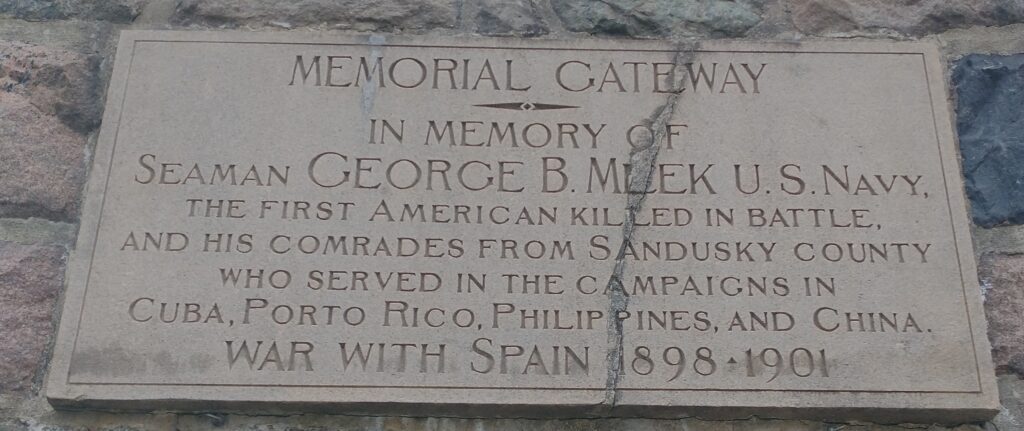 MEMORIAL GATEWAY
IN MEMORY OF
SEAMAN GEORGE B. MEEK U.S. NAVY,
THE FIRST AMERICAN KILLED IN BATTLE,
AND HIS COMRADES FROM SANDUSKY COUNTY
WHO SERVED IN THE CAMPAIGNS IN
CUBA, PORTO RICO, PHILIPPINES, AND CHINA.
WAR WITH SPAIN 1898-1901